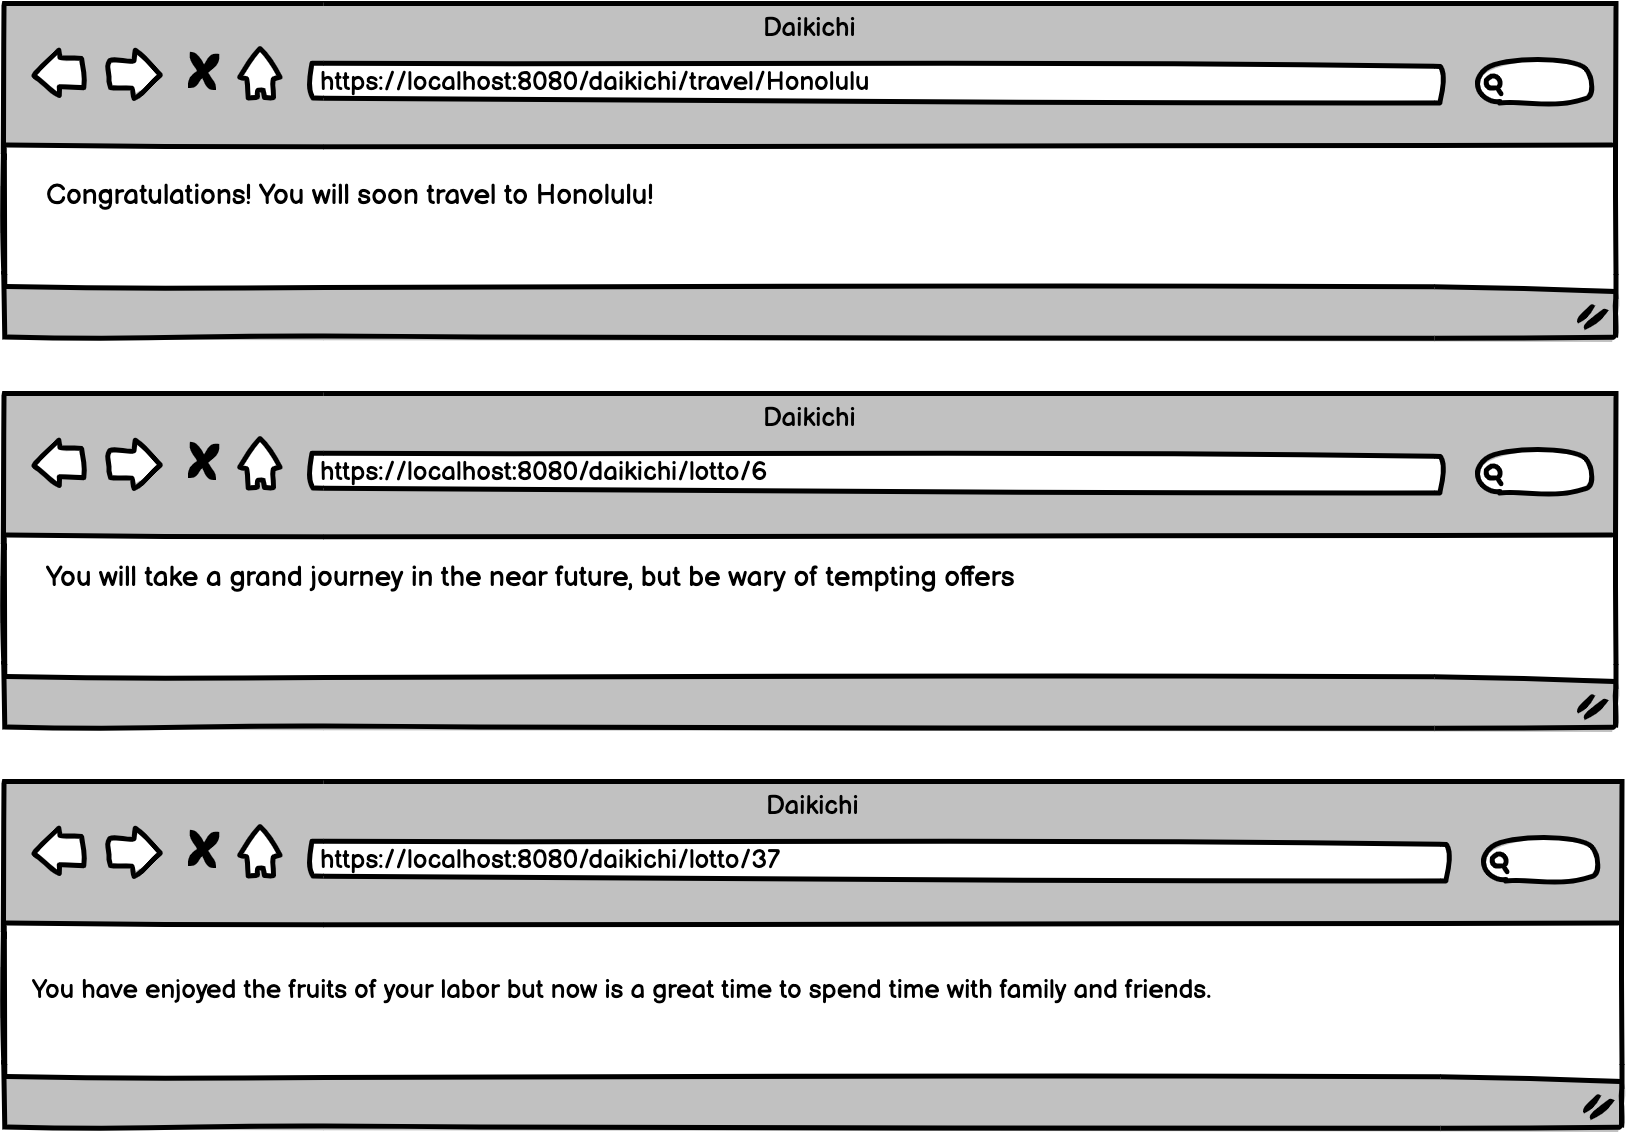 Daikichi
https://localhost:8080/daikichi/travel/Honolulu
Congratulations! You will soon travel to Honolulu!
Daikichi
https://localhost:8080/daikichi/lotto/6
You will take a grand journey in the near future, but be wary of tempting offers
Daikichi
https://localhost:8080/daikichi/lotto/37
You have enjoyed the fruits of your labor but now is a great time to spend time with family and friends.